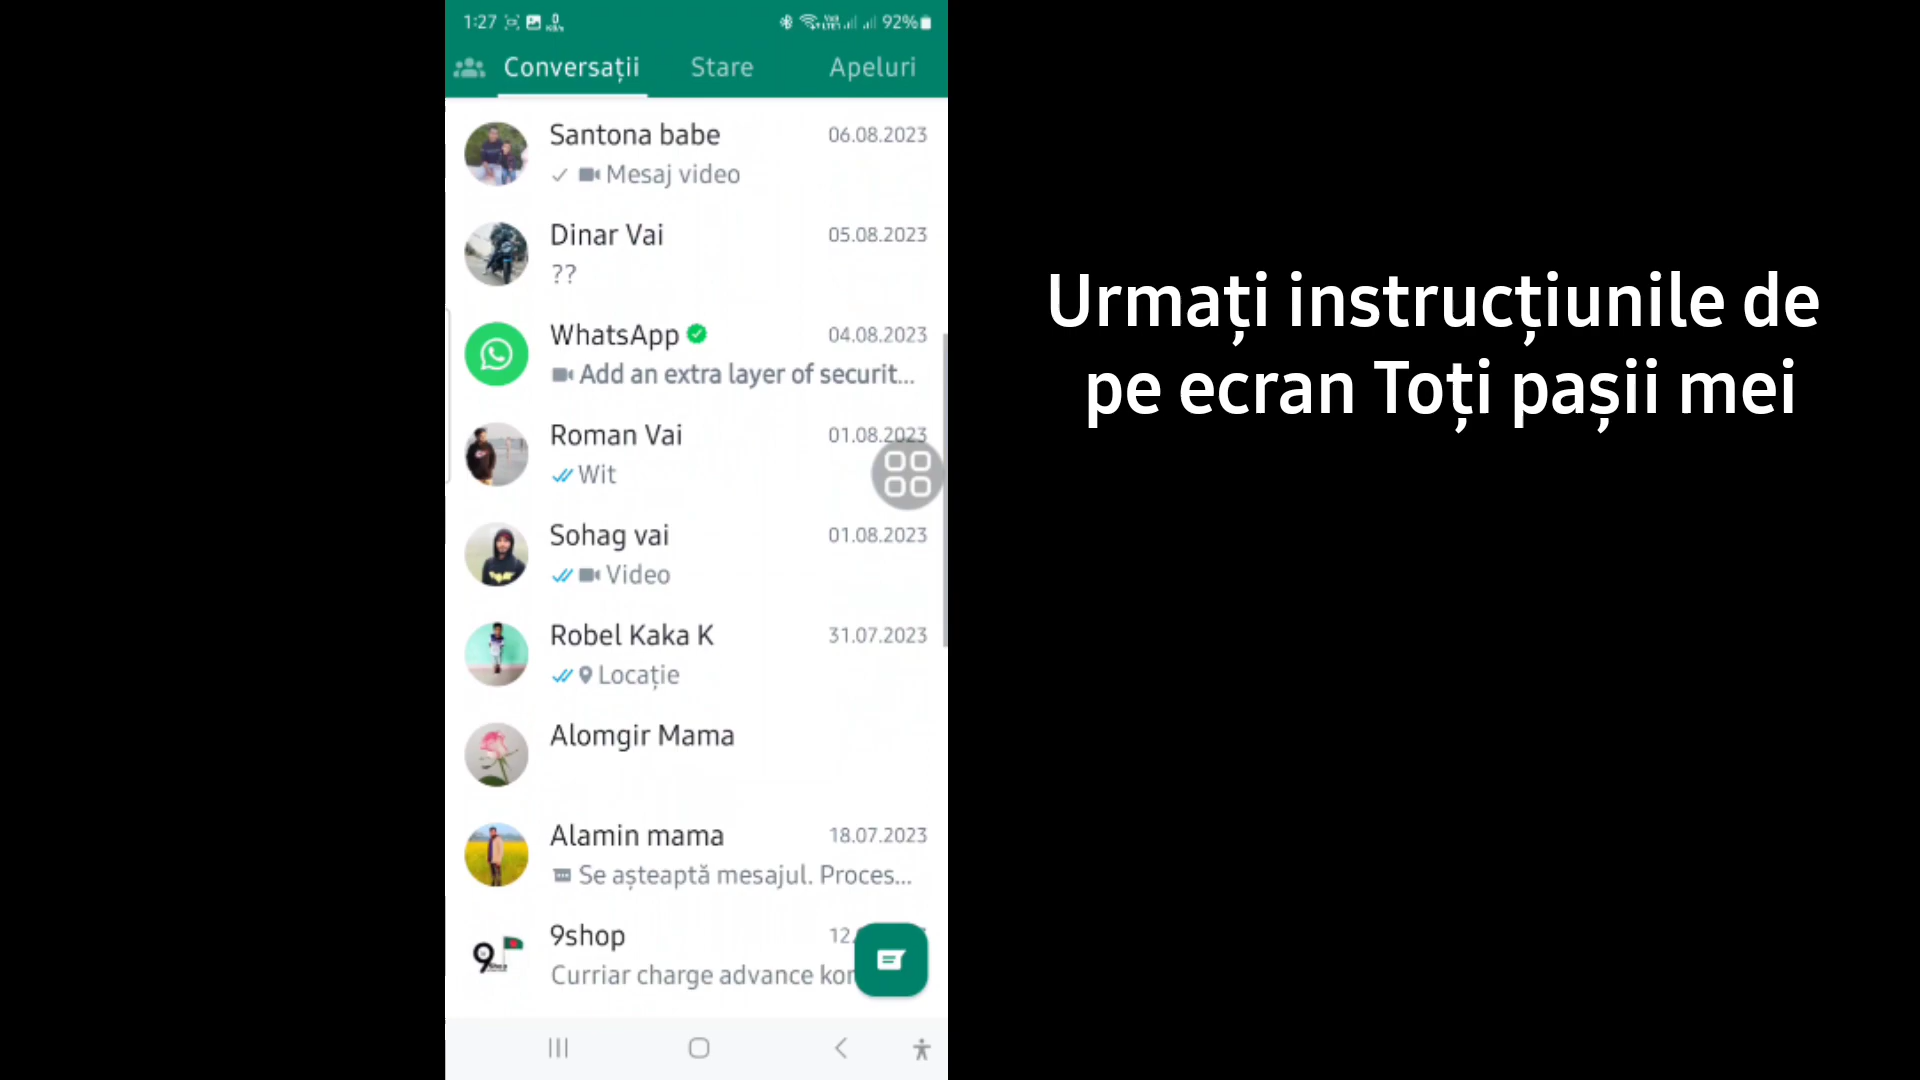 1:27
92%
Conversații Stare Apeluri
Santona babe 06.08.2023
Mesaj video
Dinar Vai 05.08.2023
??
WhatsApp 04.08.2023
Add an extra layer of securit...
Roman Vai 01.08.2023
Wit
Sohag vai 01.08.2023
Video
Robel Kaka K 31.07.2023
Locație
Alomgir Mama
Alamin mama 18.07.2023
Se așteaptă mesajul. Proces...
9shop 12.
Curriar charge advance kor
Urmați instrucțiunile de
pe ecran Toți pașii mei